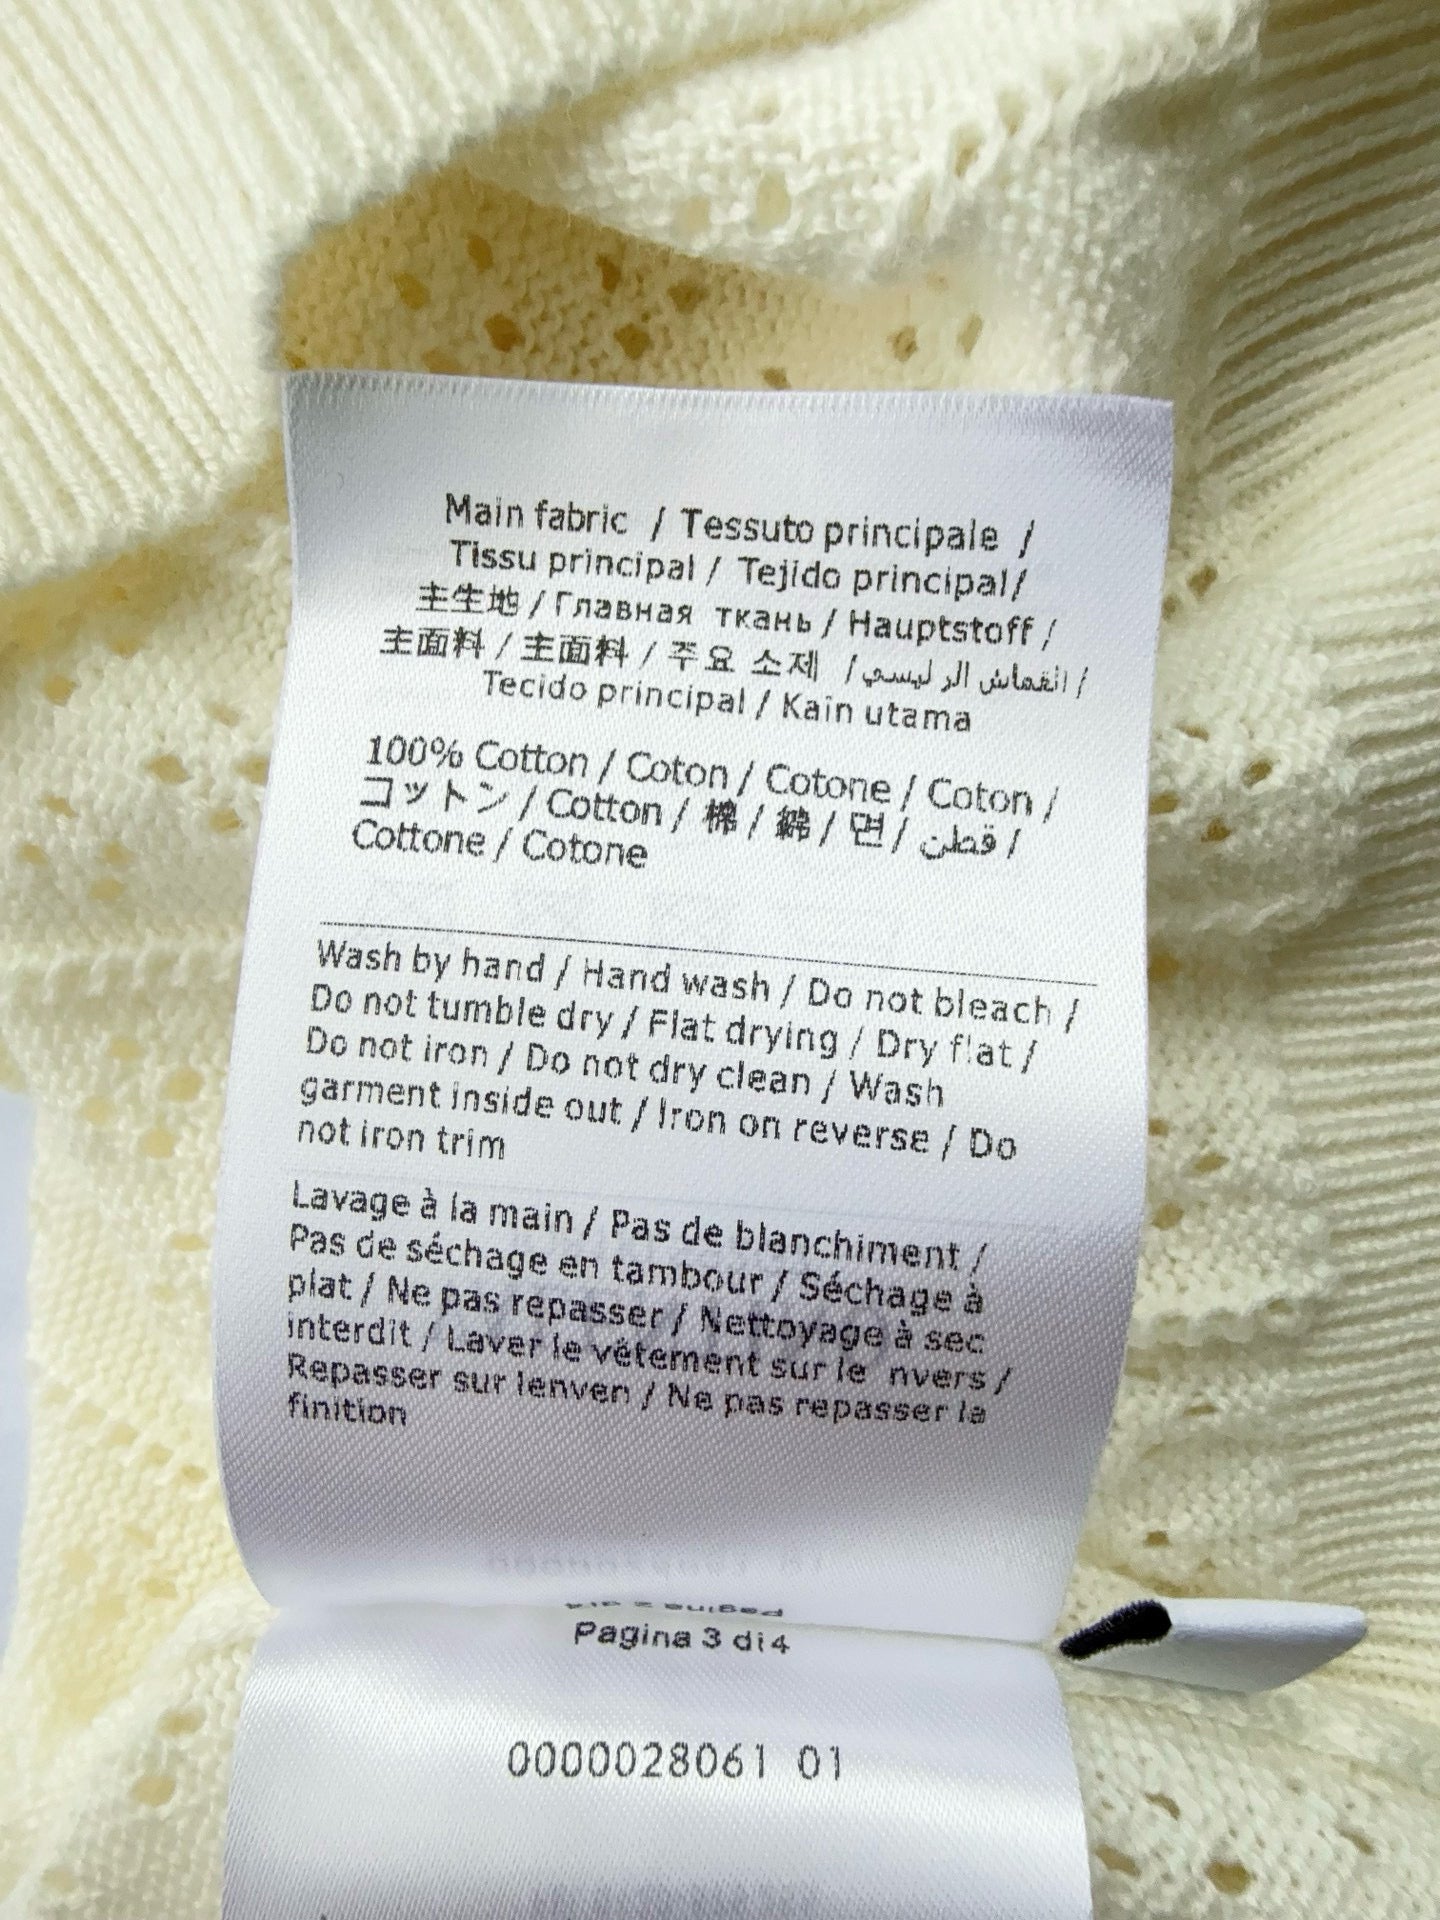 Main fabric / Tessuto principale /
Tissu principal / Tejido principal/
主生地 / Главная ткань / Hauptstoff /
主面料 / 主面料 / 주요 소제 / القماش الرئيسي /
Tecido principal / Kain utama
100% Cotton / Coton / Cotone / Coton /
コットン / Cotton / 棉 / 綿 / 면 / قطن /
Cottone / Cotone
Wash by hand / Hand wash / Do not bleach /
Do not tumble dry / Flat drying / Dry flat /
Do not iron / Do not dry clean / Wash
garment inside out / Iron on reverse / Do
not iron trim
Lavage à la main / Pas de blanchiment /
Pas de séchage en tambour / Séchage à
plat / Ne pas repasser / Nettoyage à sec
interdit / Laver le vêtement sur le nvers /
Repasser sur lenven / Ne pas repasser la
finition
Pagina 3 di 4
0000028061 01